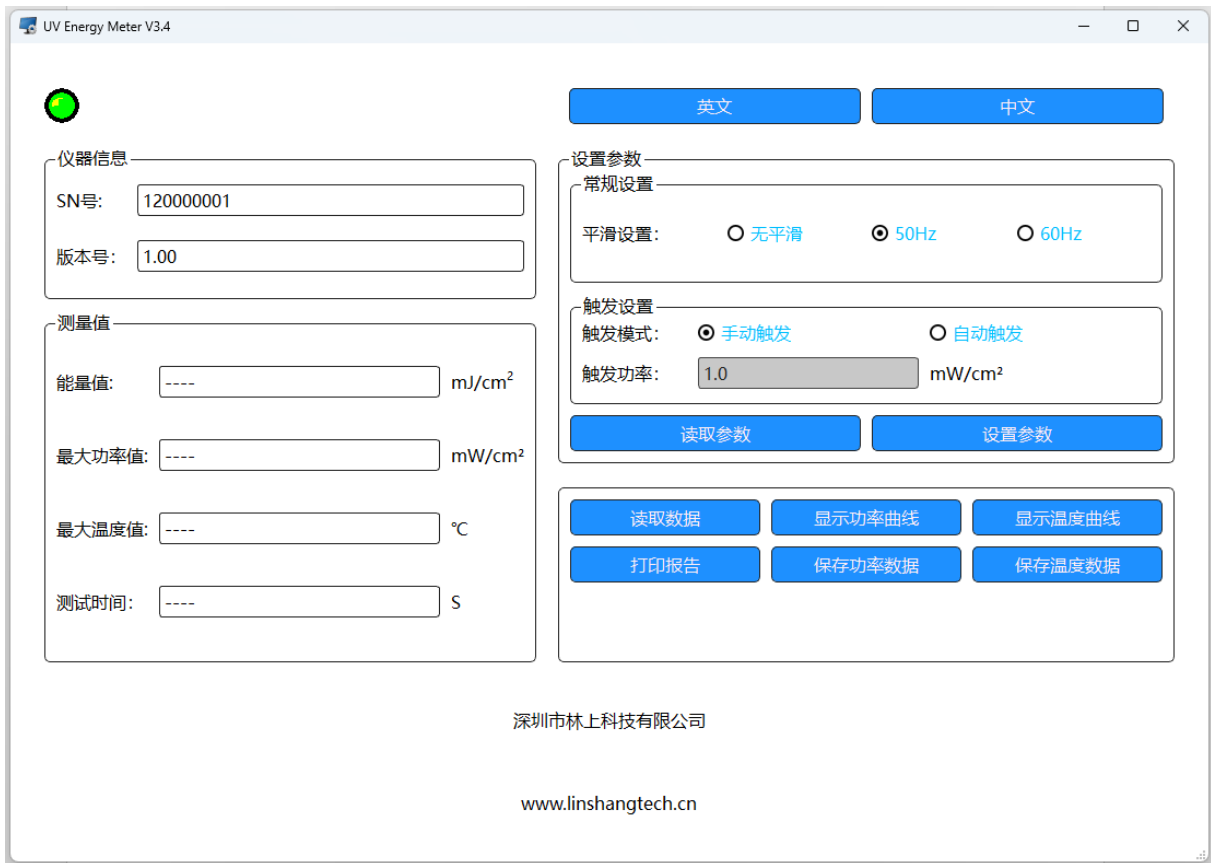 UV Energy Meter V3.4
英文 中文
仪器信息
SN号: 120000001
版本号: 1.00
测量值
能量值: ---- mJ/cm²
最大功率值: ---- mW/cm²
最大温度值: ---- ℃
测试时间: ---- S
设置参数
常规设置
平滑设置: 无平滑 50Hz 60Hz
触发设置
触发模式: 手动触发 自动触发
触发功率: 1.0 mW/cm²
读取参数 设置参数
读取数据 显示功率曲线 显示温度曲线
打印报告 保存功率数据 保存温度数据
深圳市林上科技有限公司
www.linshangtech.cn